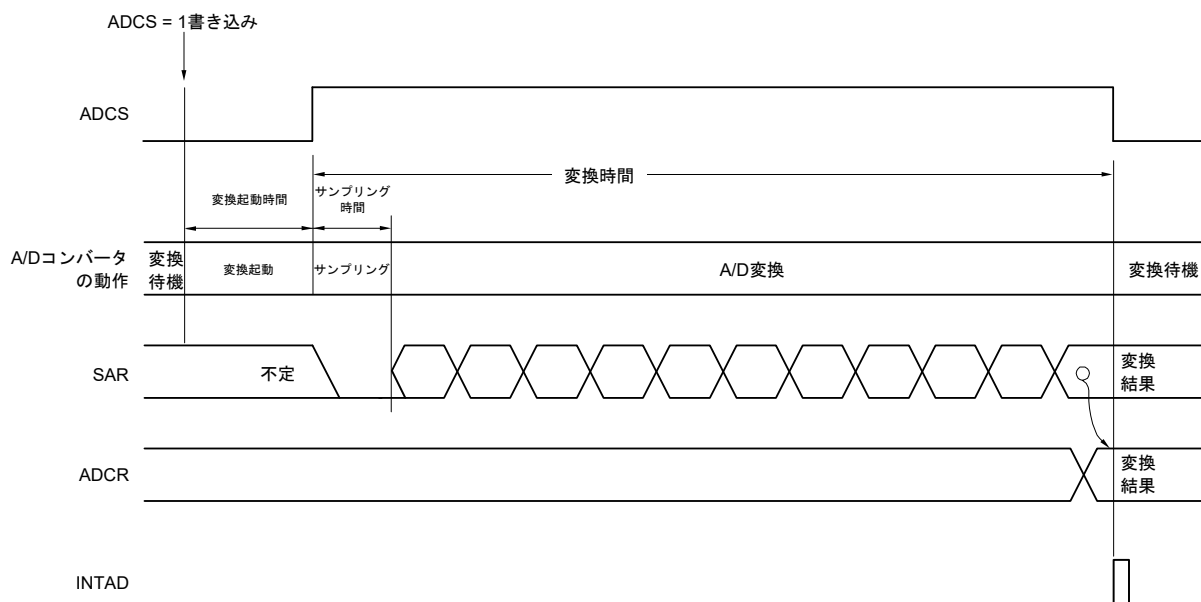 ADCS = 1書き込み
ADCS
変換時間
変換起動時間
サンプリング
時間
A/Dコンバータ
の動作
変換
待機
変換起動
サンプリング
A/D変換
変換待機
SAR
不定
変換
結果
ADCR
変換
結果
INTAD